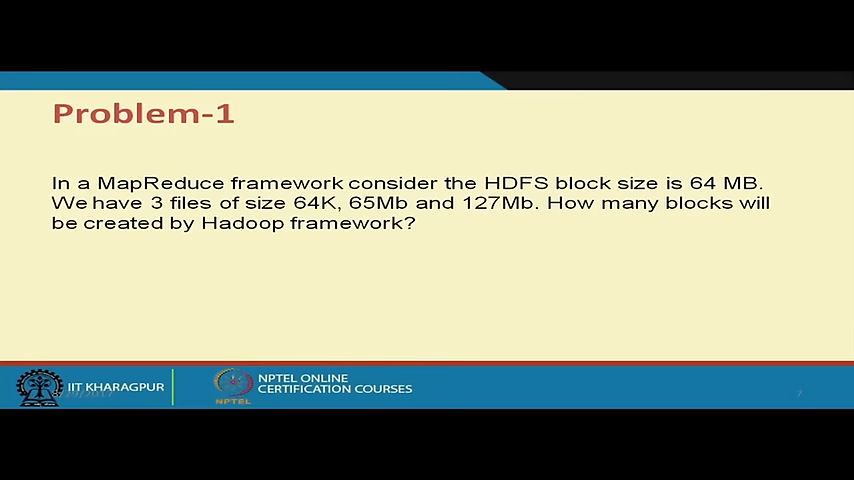 Problem-1
In a MapReduce framework consider the HDFS block size is 64 MB.
We have 3 files of size 64K, 65Mb and 127Mb. How many blocks will
be created by Hadoop framework?
IIT KHARAGPUR
NPTEL
NPTEL ONLINE
CERTIFICATION COURSES
7